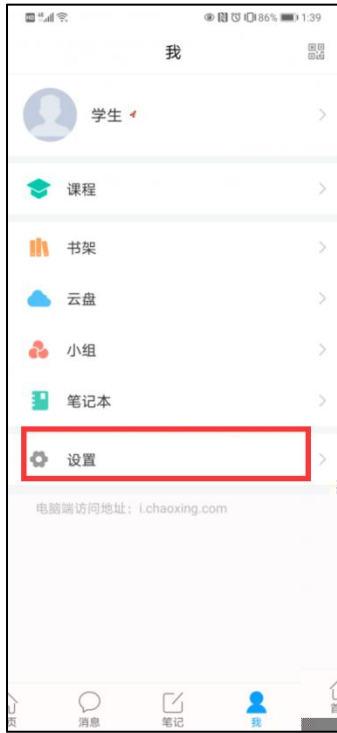 86% 1:39
我
学生
课程
书架
云盘
小组
笔记本
设置
电脑端访问地址：i.chaoxing.com
页 消息 笔记 我